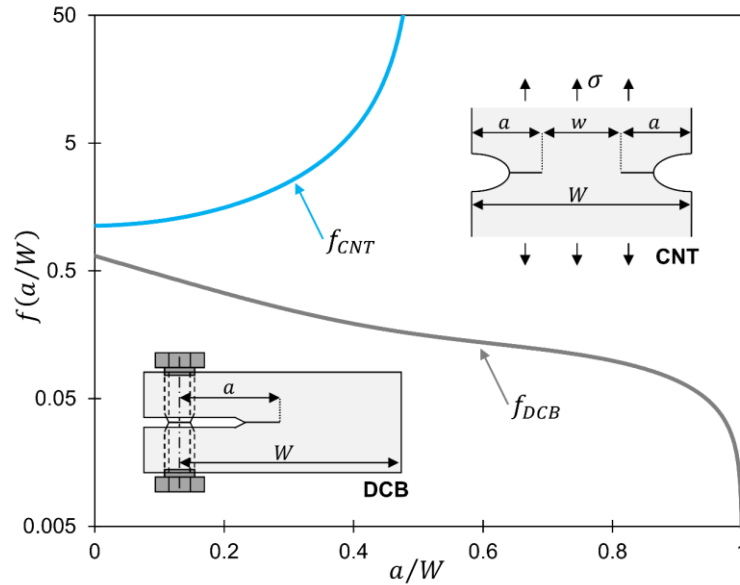 50
5
0.5
0.05
0.005
f(a/W)
0
0.2
0.4
0.6
0.8
1
a/W
f_CNT
f_DCB
σ
a w a
W
CNT
a
W
DCB